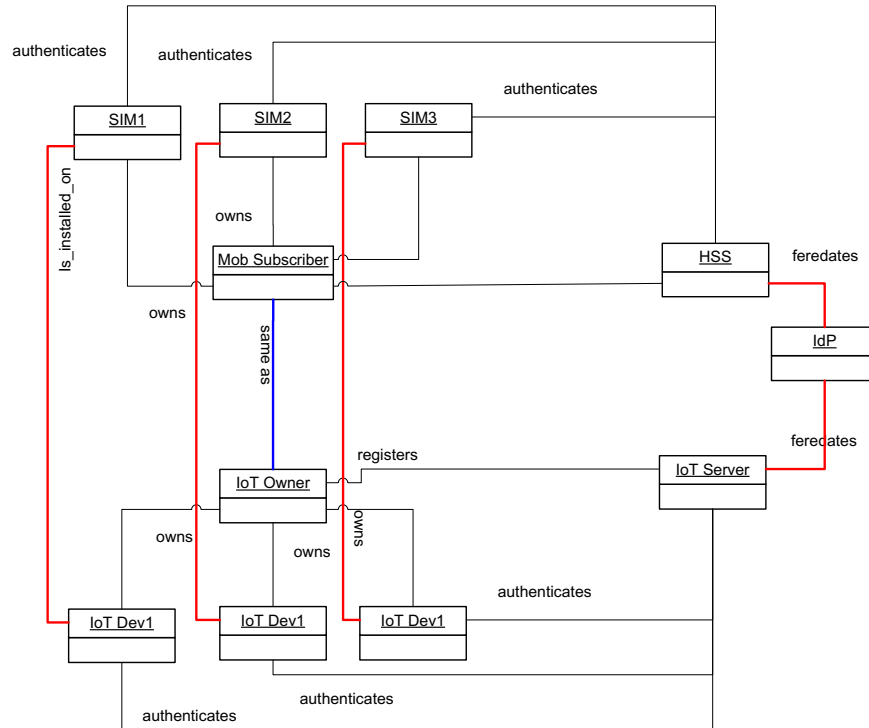 authenticates
authenticates
authenticates
SIM1
SIM2
SIM3
Is_installed_on
owns
Mob Subscriber
HSS
feredates
owns
same as
IdP
registers
feredates
IoT Owner
IoT Server
owns
owns
owns
authenticates
IoT Dev1
IoT Dev1
IoT Dev1
authenticates
authenticates